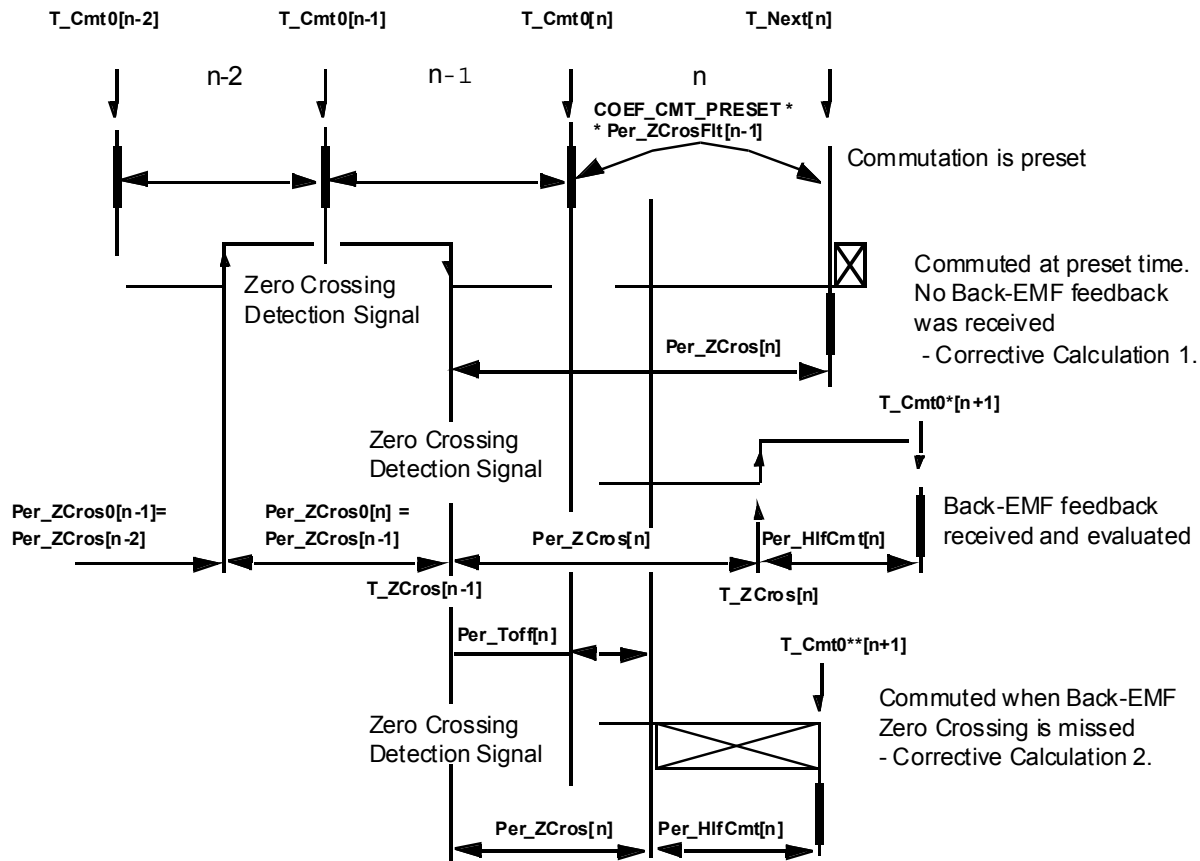 T_Cmt0[n-2]
T_Cmt0[n-1]
T_Cmt0[n]
T_Next[n]
n-2
n-1
n
COEF_CMT_PRESET *
* Per_ZCrosFlt[n-1]
Commutation is preset
Zero Crossing
Detection Signal
Commuted at preset time.
No Back-EMF feedback
was received
- Corrective Calculation 1.
Per_ZCros[n]
T_Cmt0*[n+1]
Zero Crossing
Detection Signal
Per_ZCros0[n-1]=
Per_ZCros[n-2]
Per_ZCros0[n] =
Per_ZCros[n-1]
Per_ZCros[n]
Per_HlfCmt[n]
Back-EMF feedback
received and evaluated
T_ZCros[n-1]
T_ZCros[n]
Per_Toff[n]
T_Cmt0**[n+1]
Zero Crossing
Detection Signal
Commuted when Back-EMF
Zero Crossing is missed
- Corrective Calculation 2.
Per_ZCros[n]
Per_HlfCmt[n]